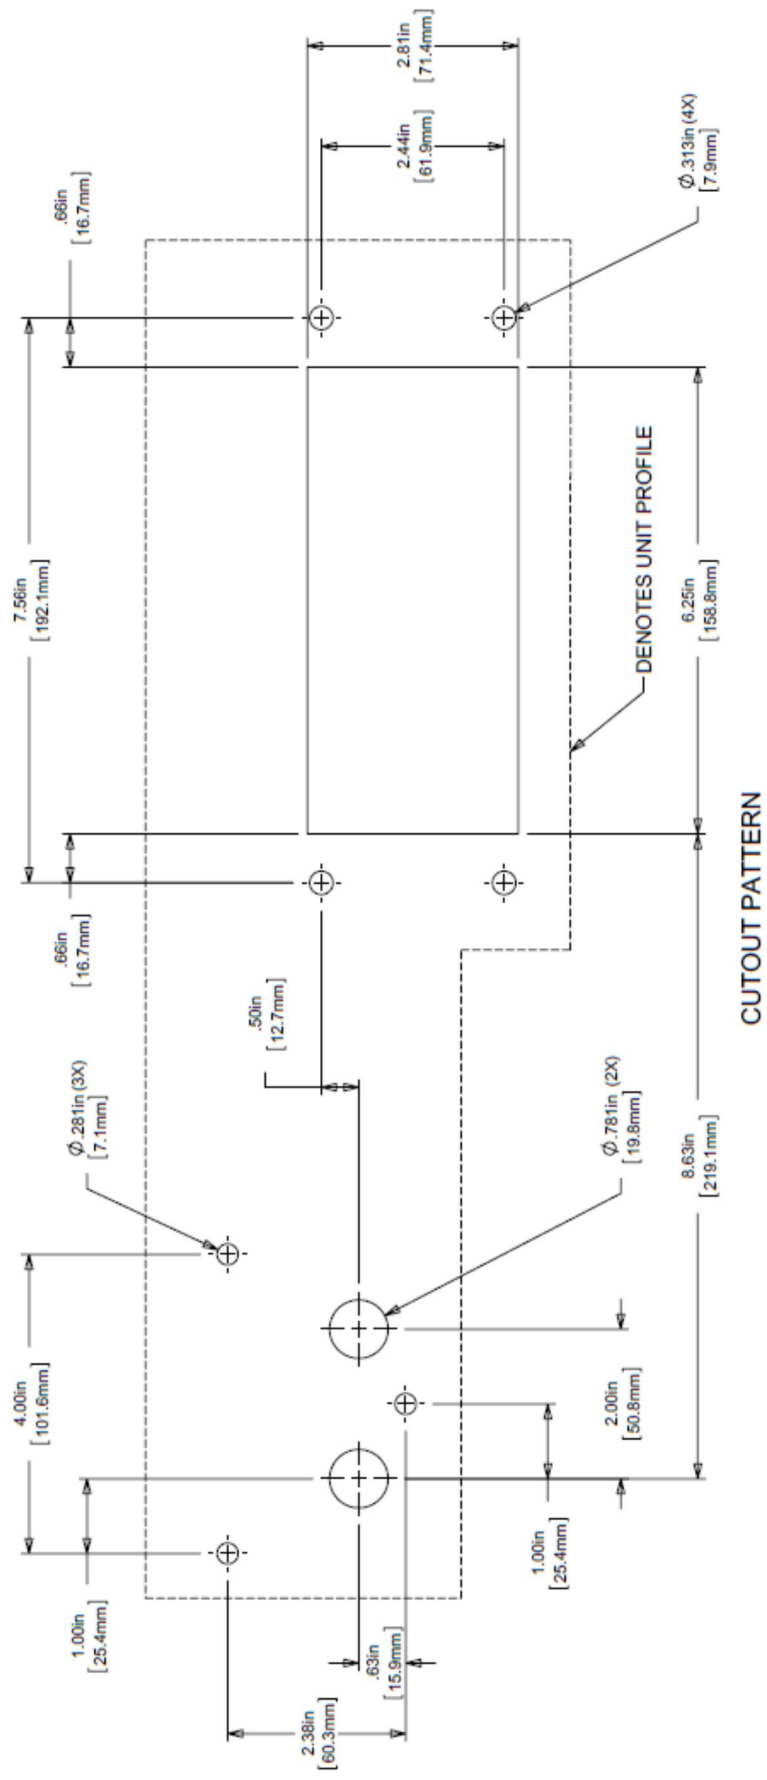 2.81in
[71.4mm]
2.44in
[61.9mm]
Ø.313in (4X)
[7.9mm]
.66in
[16.7mm]
7.56in
[192.1mm]
DENOTES UNIT PROFILE
6.25in
[158.8mm]
.66in
[16.7mm]
.50in
[12.7mm]
CUTOUT PATTERN
Ø.281in (3X)
[7.1mm]
Ø.781in (2X)
[19.8mm]
8.63in
[219.1mm]
4.00in
[101.6mm]
2.00in
[50.8mm]
1.00in
[25.4mm]
1.00in
[25.4mm]
.63in
[15.9mm]
2.38in
[60.3mm]